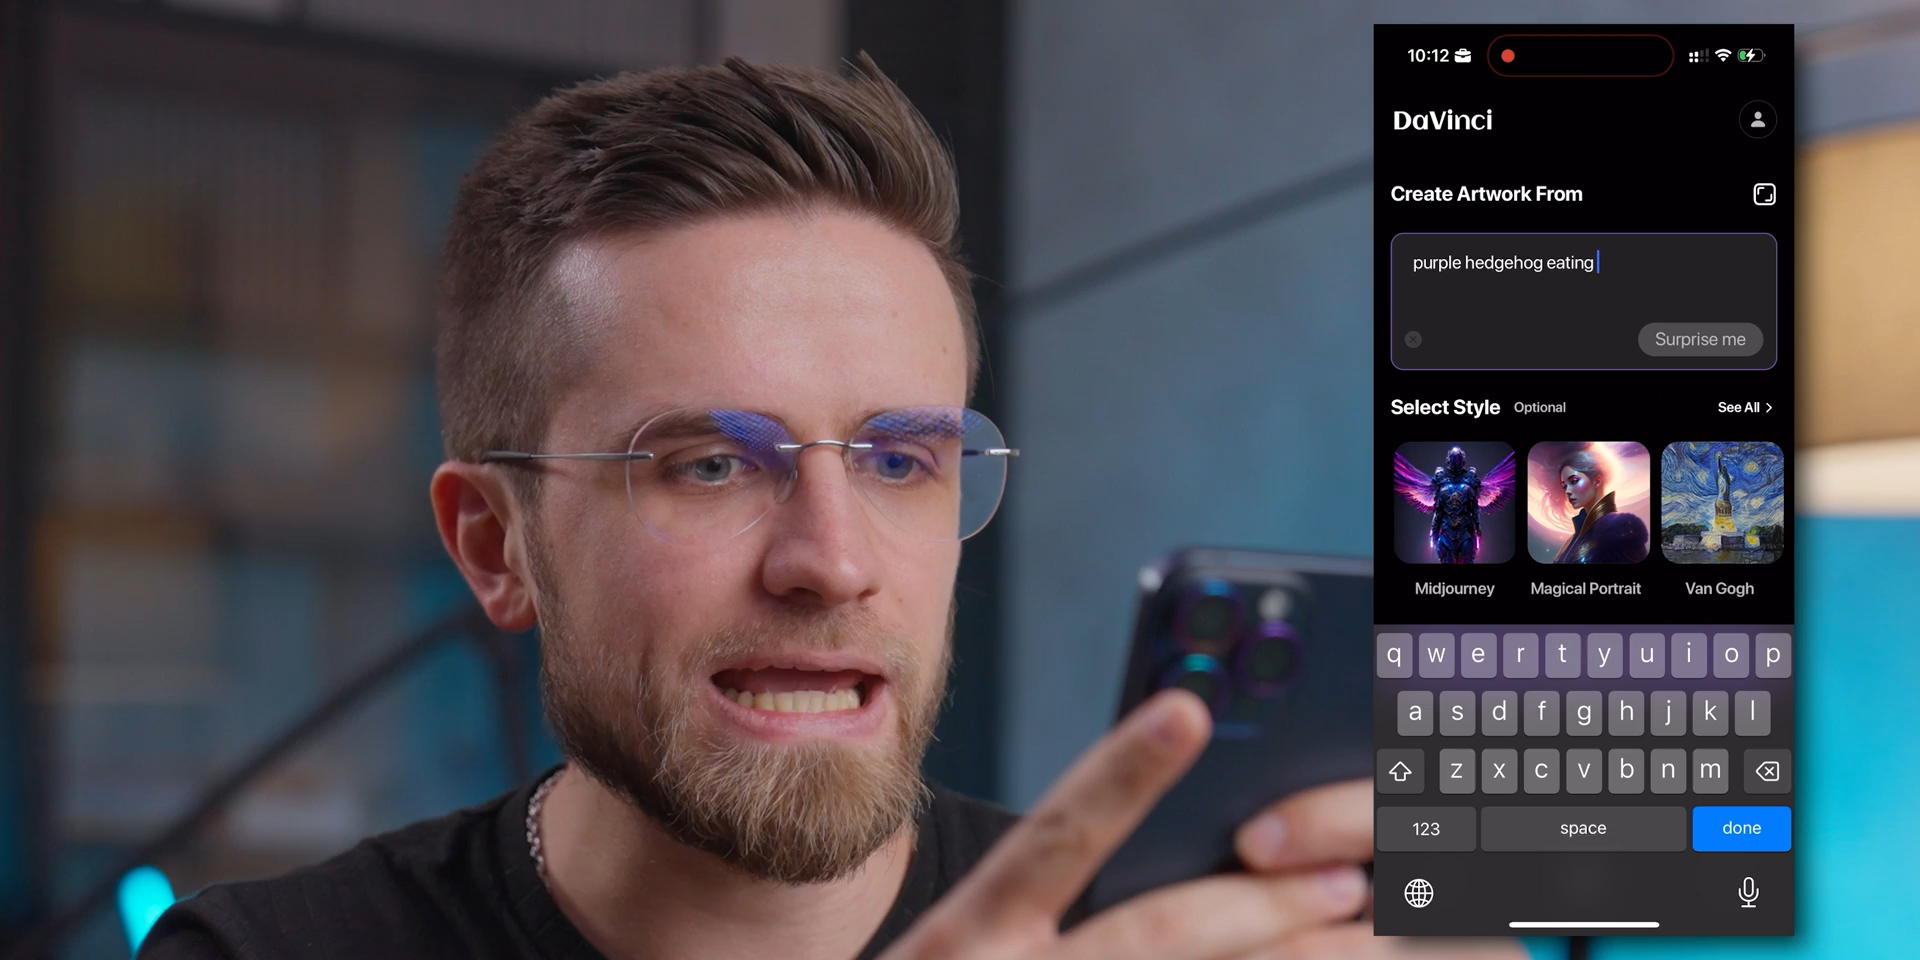 10:12
DaVinci
Create Artwork From
purple hedgehog eating
Surprise me
Select Style Optional See All >
Midjourney Magical Portrait Van Gogh
q w e r t y u i o p
a s d f g h j k l
z x c v b n m
123 space done